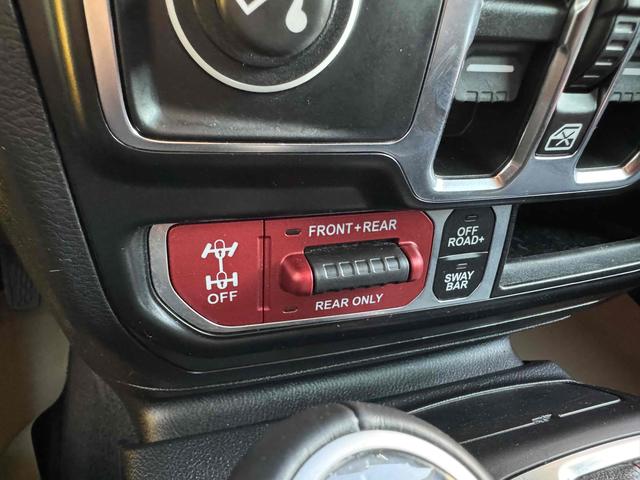 FRONT+REAR
OFF
REAR ONLY
OFF
ROAD+
SWAY
BAR